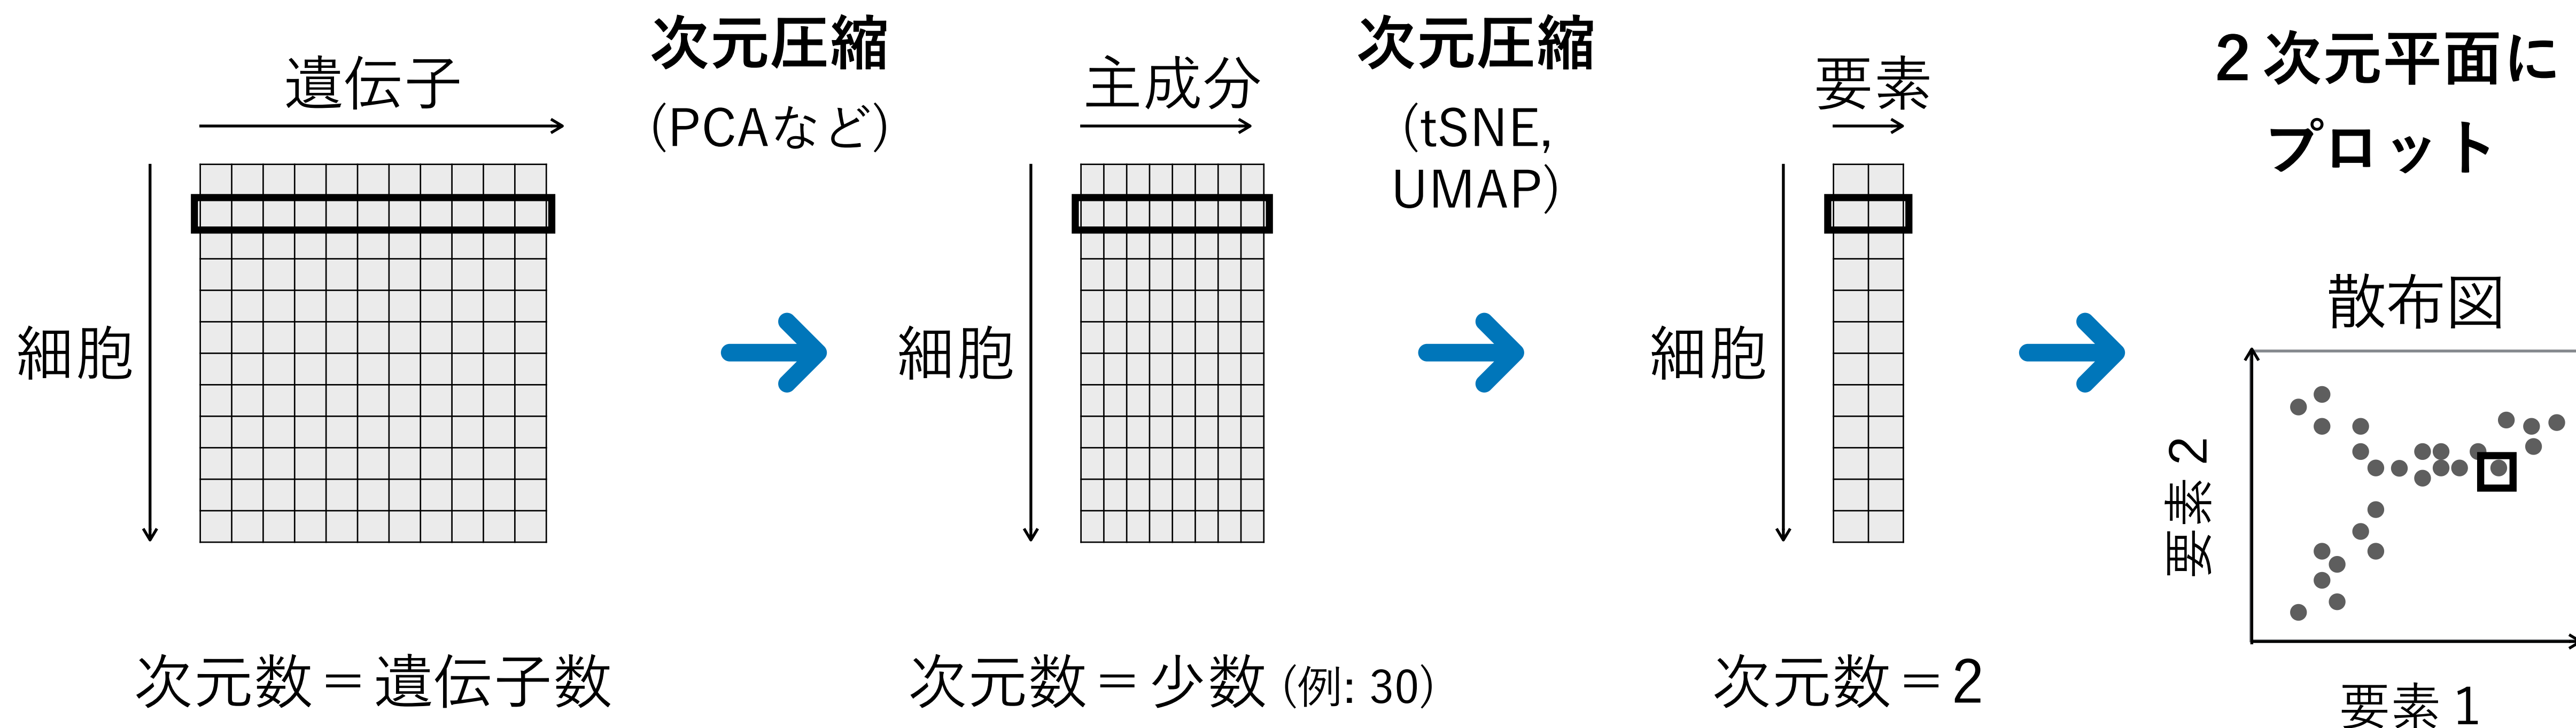 遺伝子
細胞
次元数＝遺伝子数
次元圧縮
（PCAなど）
主成分
細胞
次元数＝少数（例: 30）
次元圧縮
（tSNE,
UMAP）
要素
細胞
次元数＝2
2次元平面に
プロット
散布図
要素 2
要素 1